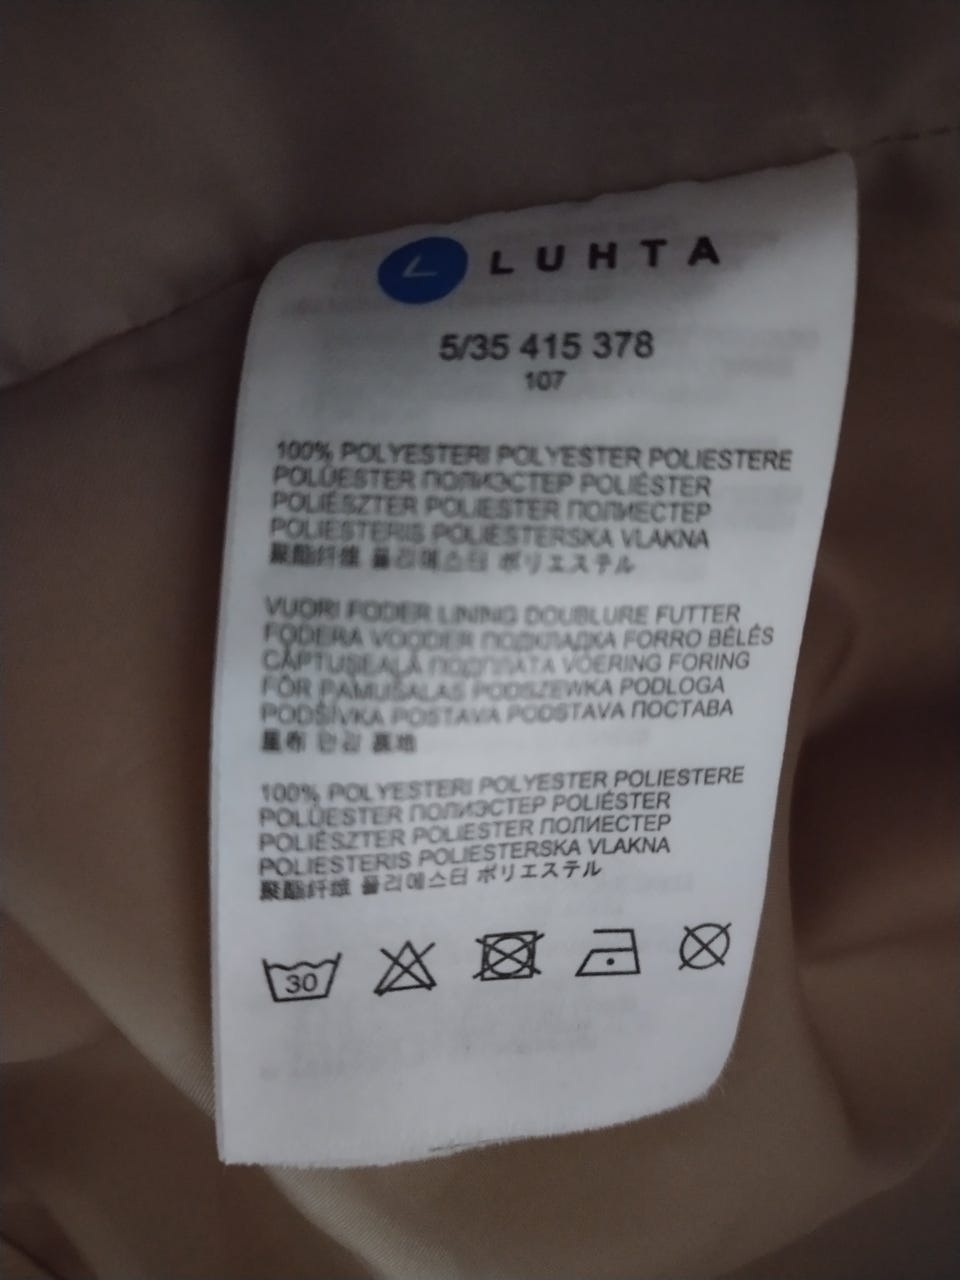 LUHTA
5/35 415 378
107
100% POLYESTERI POLYESTER POLIESTERE
POLÜESTER ПОЛИЭСТЕР POLIÉSTER
POLIÉSZTER POLIESTER ПОЛИЕСТЕР
POLIESTERIS POLIESTERSKA VLAKNA
聚酯纤维 폴리에스터 ポリエステル
VUORI FODER LINING DOUBLURE FUTTER
FODERA VOODER ПОДКЛАДКА FORRO BÉLÉS
CĂPTUŞEALĂ ПОДПЛАТА VOERING FORING
FÔR PAMUŠALAS PODSZEWKA PODLOGA
PODŠÍVKA POSTAVA PODSTAVA ПОСТАВА
里布 안감 裏地
100% POLYESTERI POLYESTER POLIESTERE
POLÜESTER ПОЛИЭСТЕР POLIÉSTER
POLIÉSZTER POLIESTER ПОЛИЕСТЕР
POLIESTERIS POLIESTERSKA VLAKNA
聚酯纤维 폴리에스터 ポリエステル
30